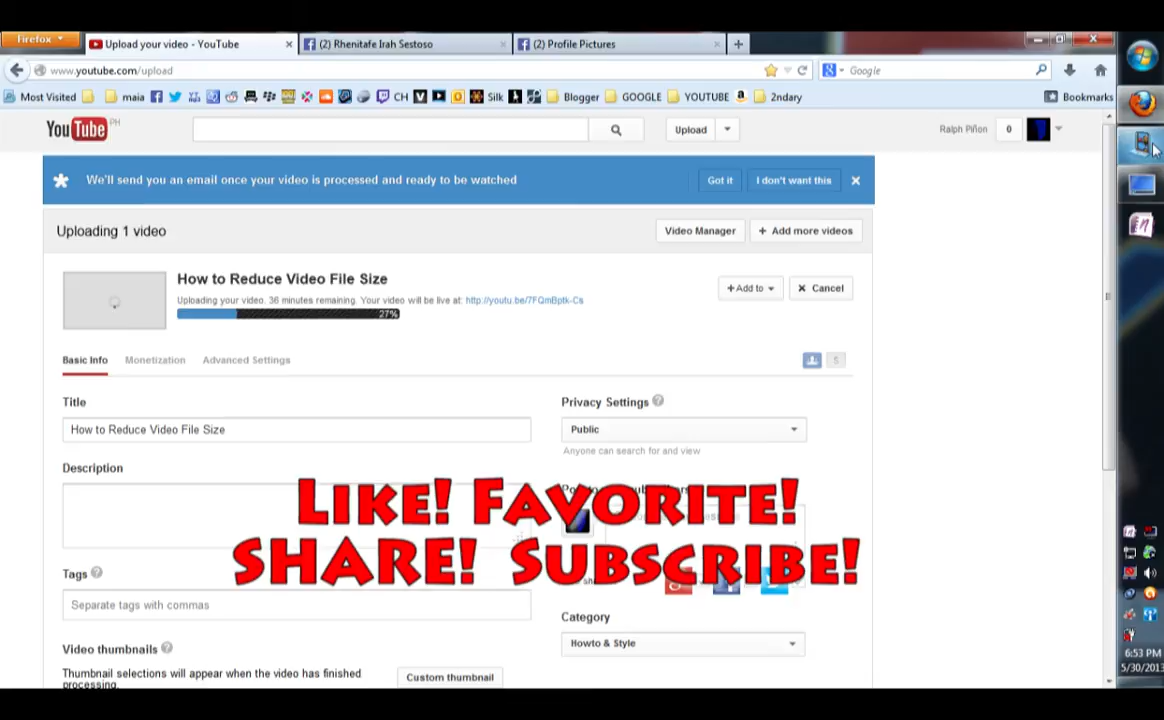 Firefox
Upload your video - YouTube
(2) Rhenitafe Irah Sestoso
(2) Profile Pictures
www.youtube.com/upload
Google
Most Visited
maia
CH
Silk
Blogger
GOOGLE
YOUTUBE
2ndary
Bookmarks
YouTube PH
Upload
Ralph Piñon
0
We'll send you an email once your video is processed and ready to be watched
Got it
I don't want this
Uploading 1 video
Video Manager
+ Add more videos
How to Reduce Video File Size
Uploading your video. 36 minutes remaining. Your video will be live at: http://youtu.be/7FQmBptk-Cs
27%
+Add to
Cancel
Basic Info
Monetization
Advanced Settings
Title
Privacy Settings
How to Reduce Video File Size
Public
Anyone can search for and view
Description
LIKE! FAVORITE!
SHARE! SUBSCRIBE!
Tags
Separate tags with commas
Category
Howto & Style
Video thumbnails
Thumbnail selections will appear when the video has finished
processing.
Custom thumbnail
6:53 PM
5/30/2013